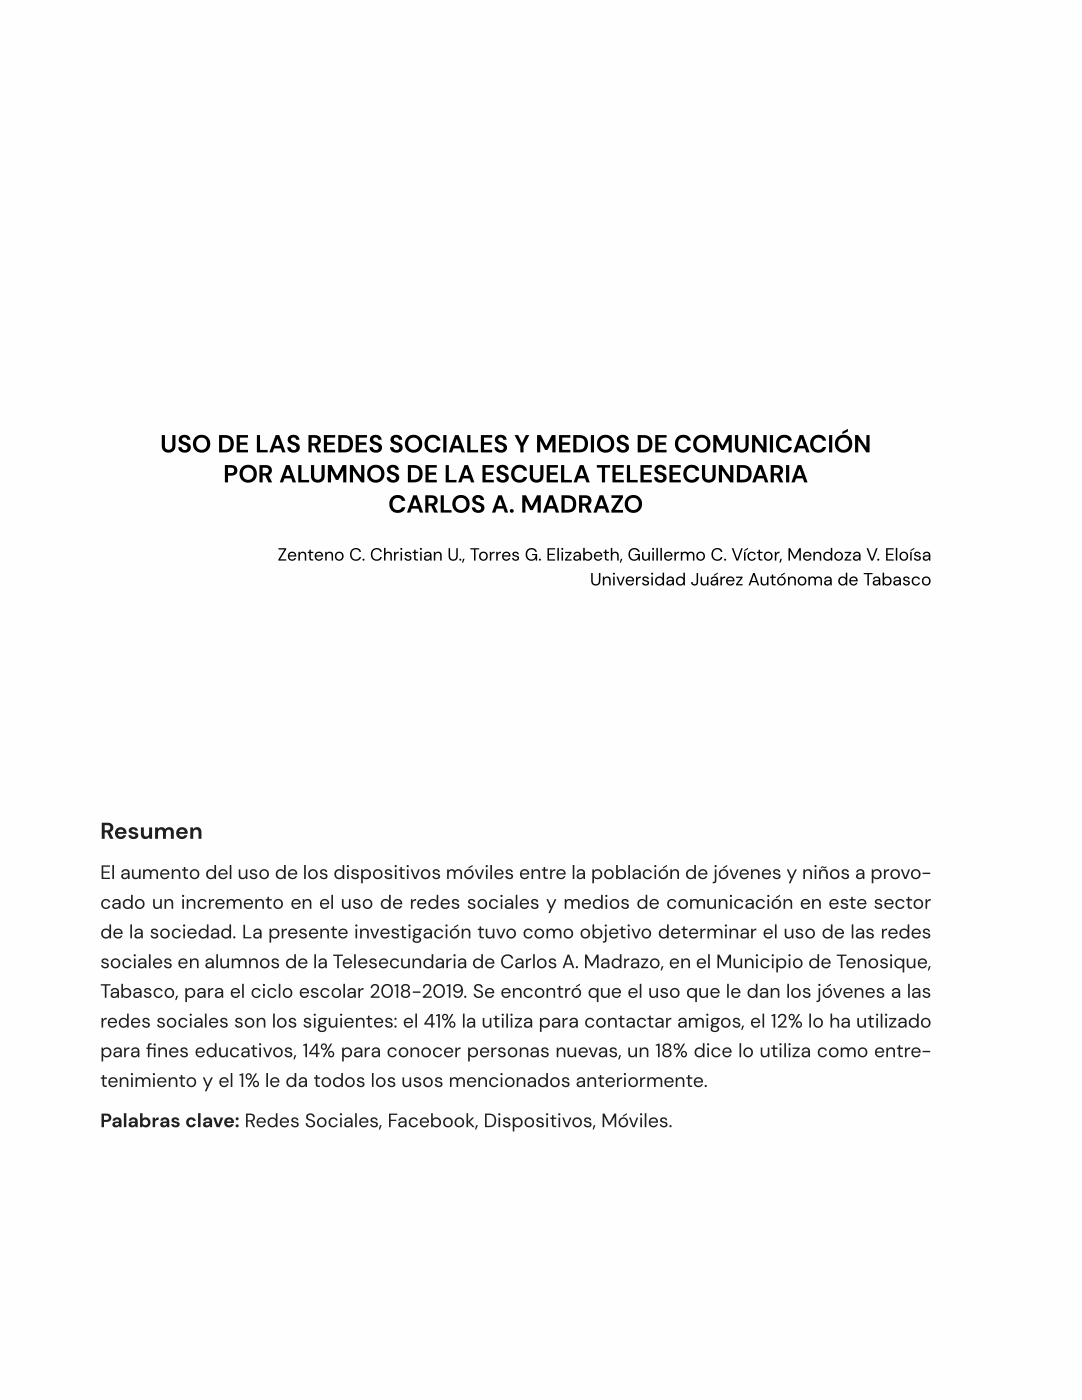 USO DE LAS REDES SOCIALES Y MEDIOS DE COMUNICACIÓN
POR ALUMNOS DE LA ESCUELA TELESECUNDARIA
CARLOS A. MADRAZO
Zenteno C. Christian U., Torres G. Elizabeth, Guillermo C. Víctor, Mendoza V. Eloísa
Universidad Juárez Autónoma de Tabasco
Resumen
El aumento del uso de los dispositivos móviles entre la población de jóvenes y niños a provo-
cado un incremento en el uso de redes sociales y medios de comunicación en este sector
de la sociedad. La presente investigación tuvo como objetivo determinar el uso de las redes
sociales en alumnos de la Telesecundaria de Carlos A. Madrazo, en el Municipio de Tenosique,
Tabasco, para el ciclo escolar 2018-2019. Se encontró que el uso que le dan los jóvenes a las
redes sociales son los siguientes: el 41% la utiliza para contactar amigos, el 12% lo ha utilizado
para fines educativos, 14% para conocer personas nuevas, un 18% dice lo utiliza como entre-
tenimiento y el 1% le da todos los usos mencionados anteriormente.
Palabras clave: Redes Sociales, Facebook, Dispositivos, Móviles.